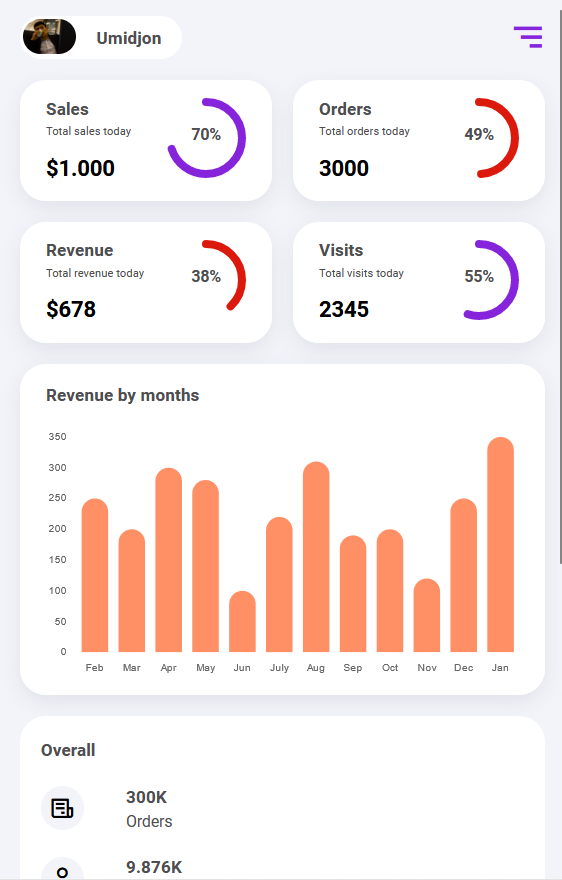 Umidjon
Sales
Total sales today
$1.000
70%
Orders
Total orders today
3000
49%
Revenue
Total revenue today
$678
38%
Visits
Total visits today
2345
55%
Revenue by months
350
300
250
200
150
100
50
0
Feb Mar Apr May Jun July Aug Sep Oct Nov Dec Jan
Overall
300K
Orders
9.876K